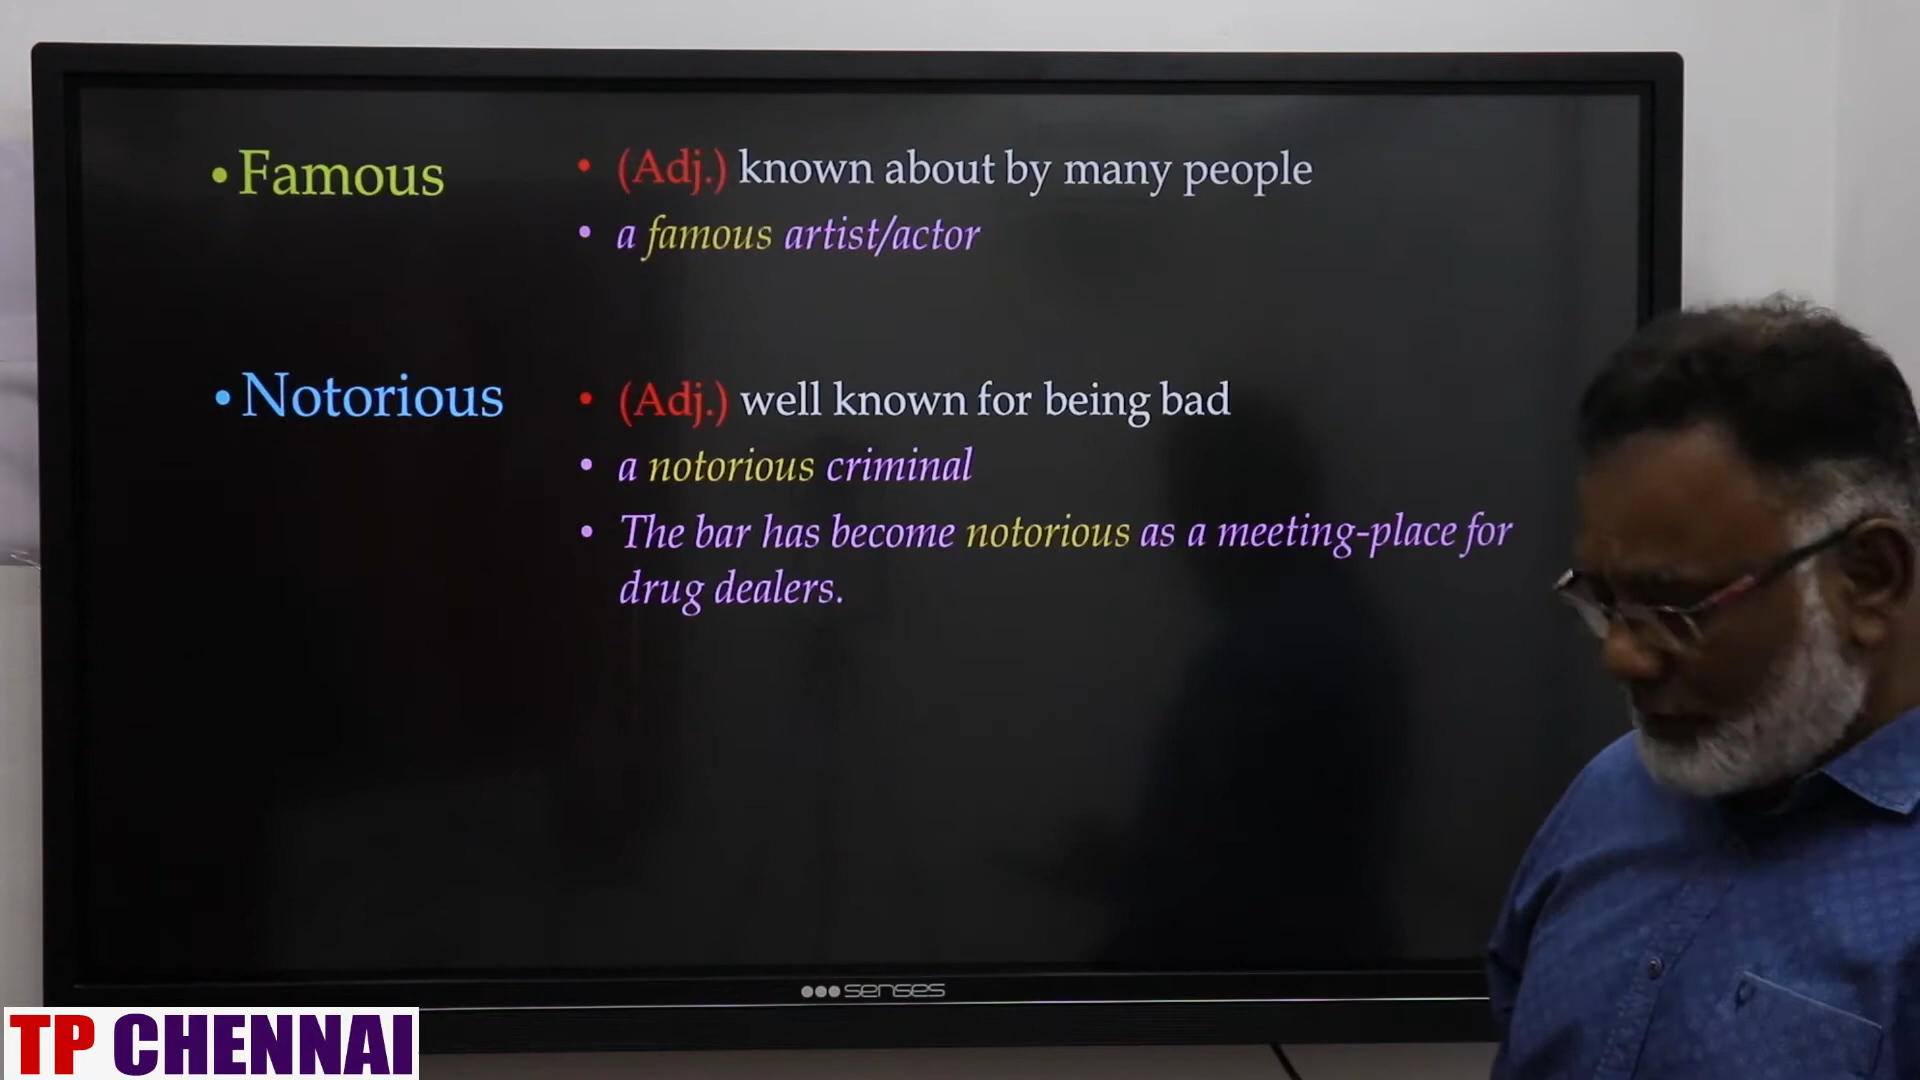 • Famous
• (Adj.) known about by many people
• a famous artist/actor
• Notorious
• (Adj.) well known for being bad
• a notorious criminal
• The bar has become notorious as a meeting-place for
drug dealers.
senses
TP CHENNAI